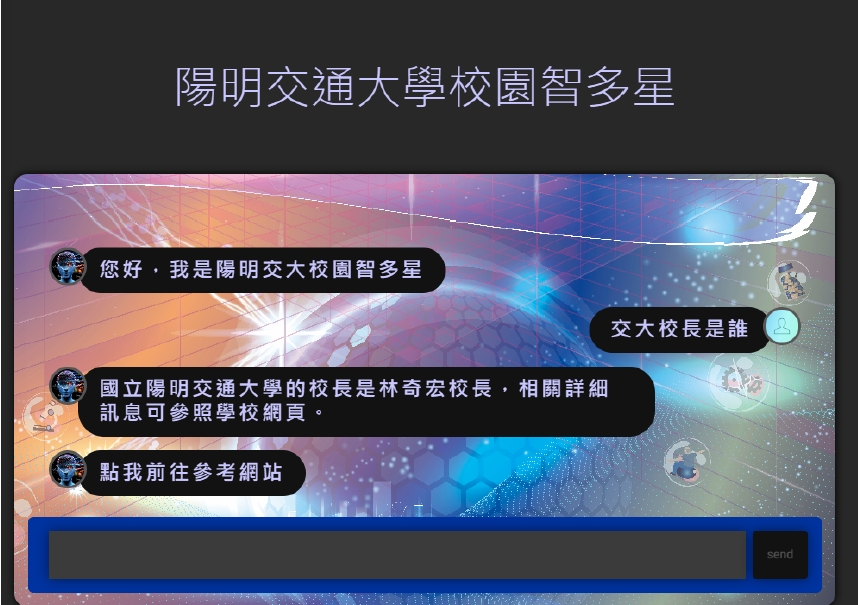 陽明交通大學校園智多星
您好，我是陽明交大校園智多星
交大校長是誰
國立陽明交通大學的校長是林奇宏校長，相關詳細
訊息可參照學校網頁。
點我前往參考網站
send